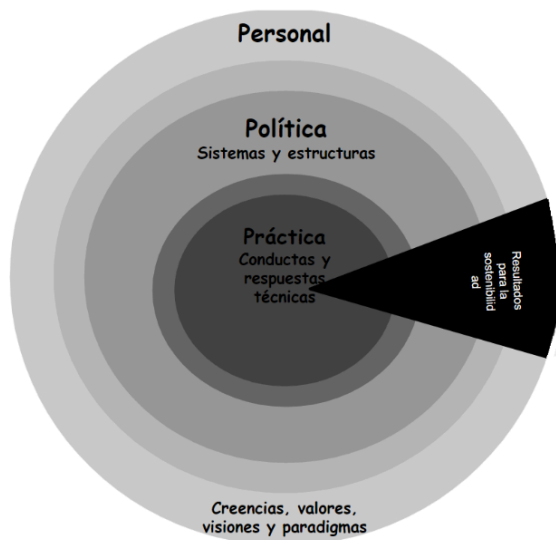 Personal
Política
Sistemas y estructuras
Práctica
Conductas y
respuestas
técnicas
Resultados
para la
sostenibilid
ad
Creencias, valores,
visiones y paradigmas